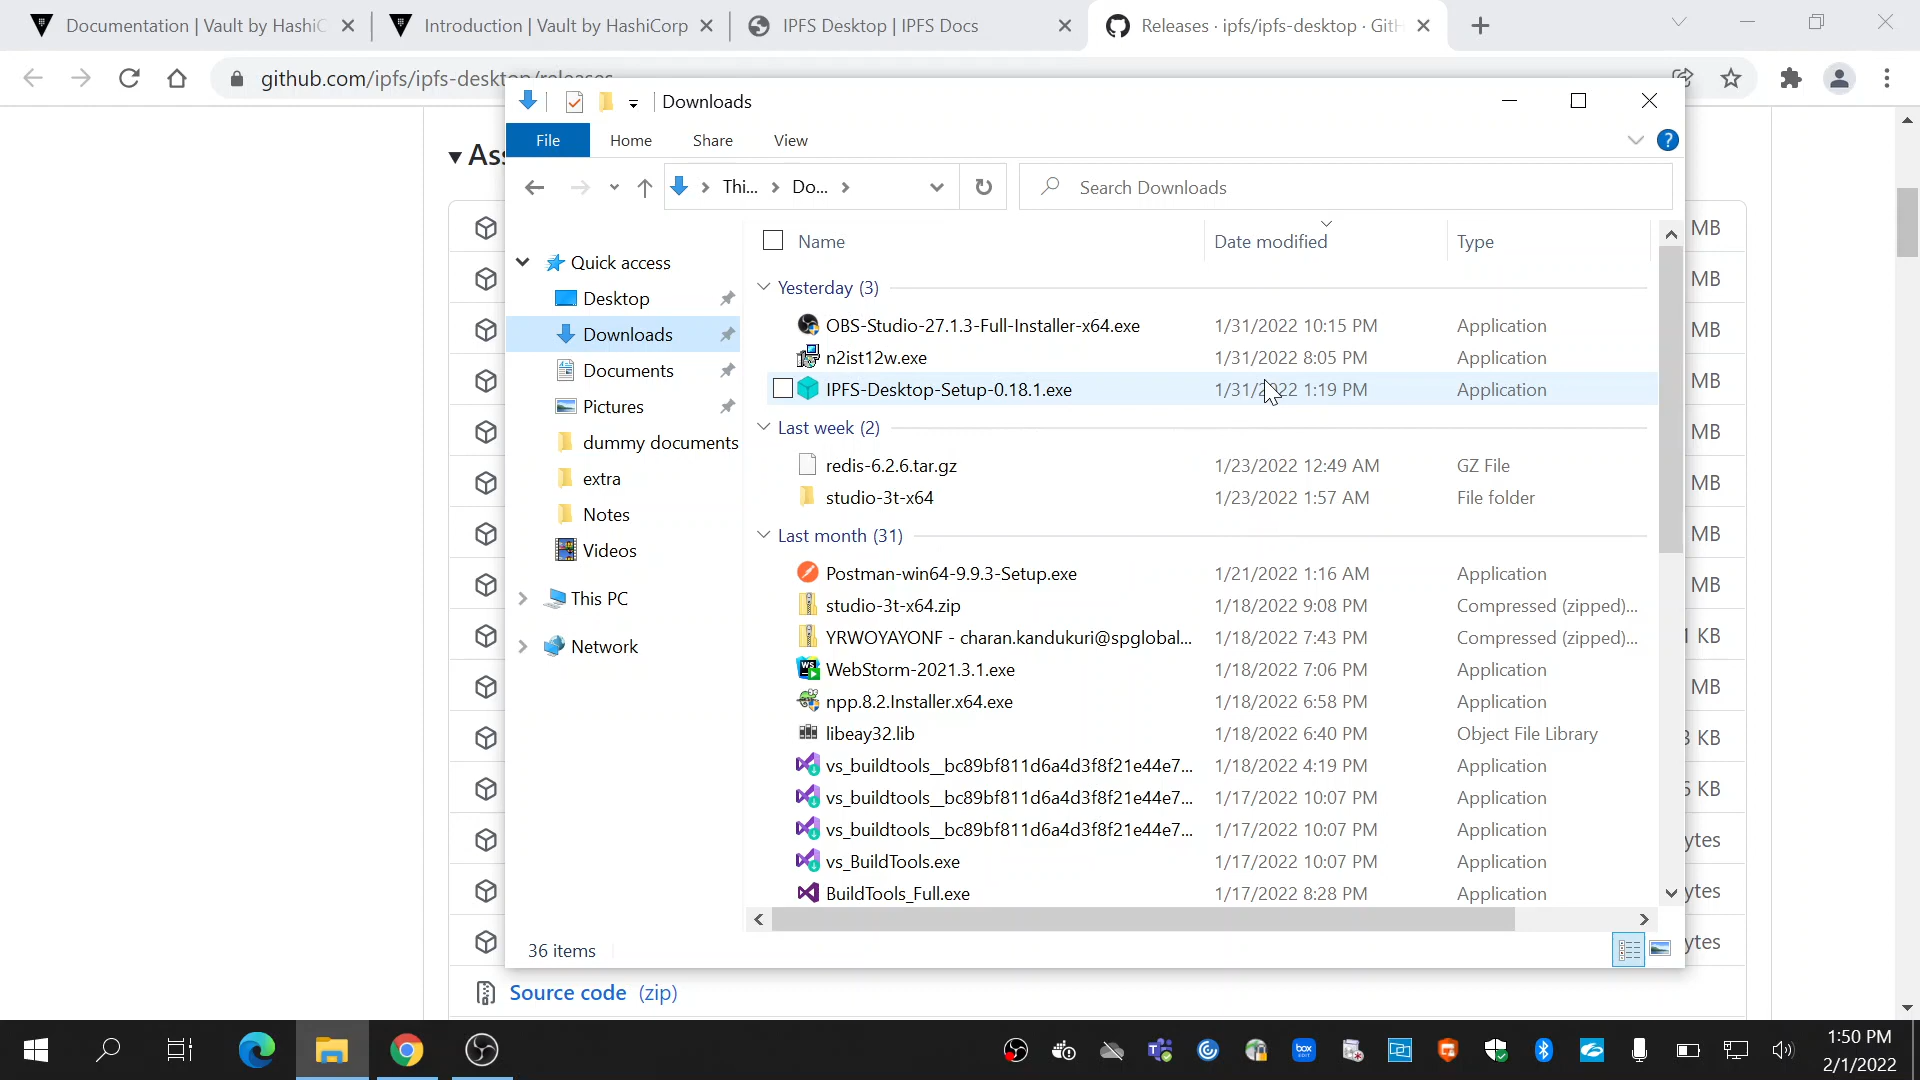 Documentation | Vault by HashiC
Introduction | Vault by HashiCorp
IPFS Desktop | IPFS Docs
Releases · ipfs/ipfs-desktop · GitH
github.com/ipfs/ipfs-desktop/releases
Downloads
File
Home
Share
View
?
Thi...
Do...
Search Downloads
Ass
Name
Date modified
Type
Quick access
Desktop
Downloads
Documents
Pictures
dummy documents
extra
Notes
Videos
This PC
Network
Yesterday (3)
OBS-Studio-27.1.3-Full-Installer-x64.exe 1/31/2022 10:15 PM Application
n2ist12w.exe 1/31/2022 8:05 PM Application
IPFS-Desktop-Setup-0.18.1.exe 1/31/2022 1:19 PM Application
Last week (2)
redis-6.2.6.tar.gz 1/23/2022 12:49 AM GZ File
studio-3t-x64 1/23/2022 1:57 AM File folder
Last month (31)
Postman-win64-9.9.3-Setup.exe 1/21/2022 1:16 AM Application
studio-3t-x64.zip 1/18/2022 9:08 PM Compressed (zipped)...
YRWOYAYONF - charan.kandukuri@spglobal... 1/18/2022 7:43 PM Compressed (zipped)...
WebStorm-2021.3.1.exe 1/18/2022 7:06 PM Application
npp.8.2.Installer.x64.exe 1/18/2022 6:58 PM Application
libeay32.lib 1/18/2022 6:40 PM Object File Library
vs_buildtools__bc89bf811d6a4d3f8f21e44e7... 1/18/2022 4:19 PM Application
vs_buildtools__bc89bf811d6a4d3f8f21e44e7... 1/17/2022 10:07 PM Application
vs_buildtools__bc89bf811d6a4d3f8f21e44e7... 1/17/2022 10:07 PM Application
vs_BuildTools.exe 1/17/2022 10:07 PM Application
BuildTools_Full.exe 1/17/2022 8:28 PM Application
36 items
MB
MB
MB
MB
MB
MB
MB
MB
1 KB
MB
3 KB
5 KB
ytes
ytes
ytes
Source code (zip)
1:50 PM
2/1/2022